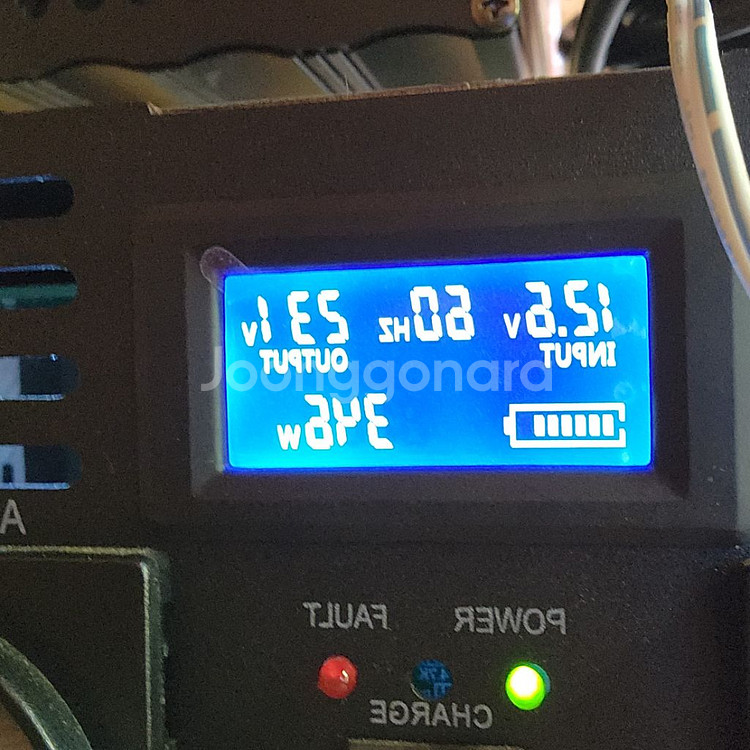 12.6V 60HZ 231V
INPUT OUTPUT
346W
Joonggonara
A
POWER FAULT
CHARGE